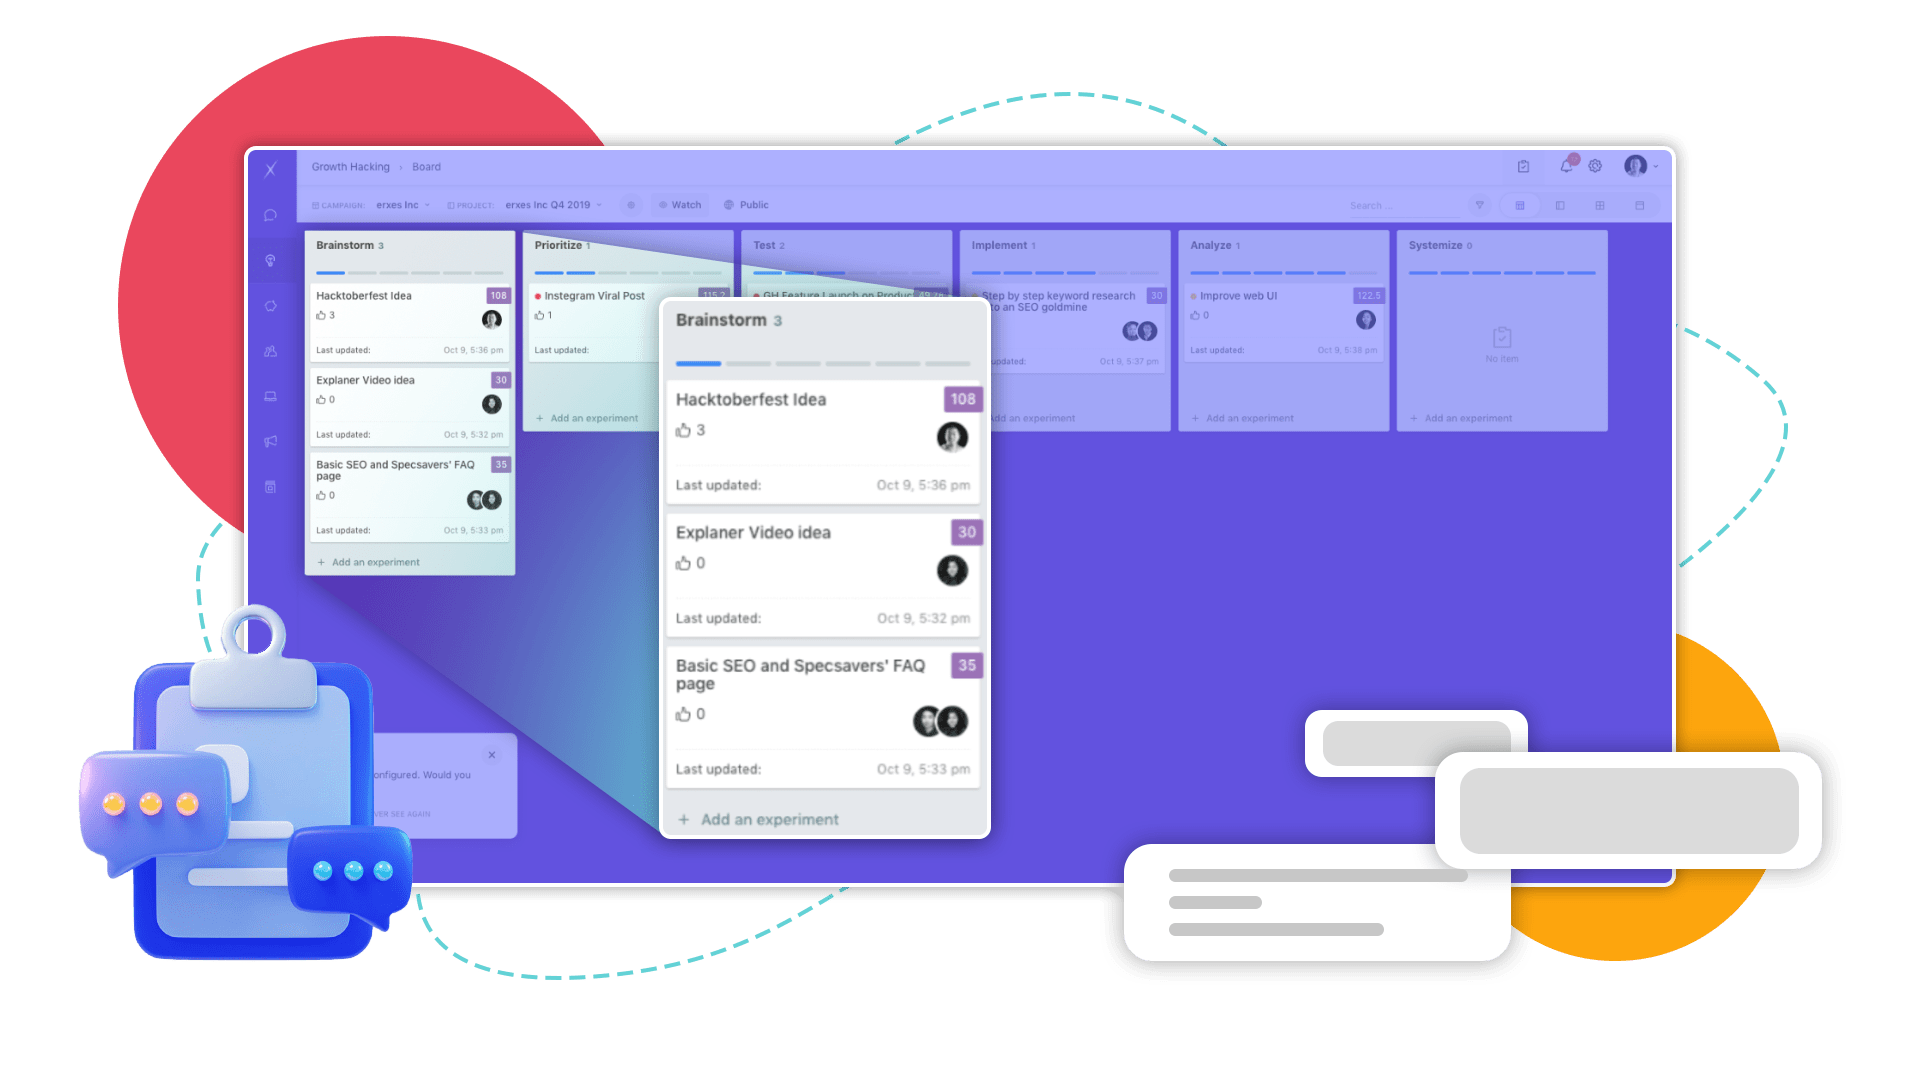 Growth Hacking › Board
CAMPAIGN: erxes Inc
PROJECT: erxes Inc Q4 2019
Watch
Public
Search ...
Brainstorm 3
Hacktoberfest Idea
108
3
Last updated: Oct 9, 5:36 pm
Explaner Video idea
30
0
Last updated: Oct 9, 5:32 pm
Basic SEO and Specsavers' FAQ
page
35
0
Last updated: Oct 9, 5:33 pm
+ Add an experiment
Prioritize 1
Instegram Viral Post
115.2
1
Last updated:
+ Add an experiment
Test 2
GH Feature Launch on Produc
Implement 1
Step by step keyword research
to an SEO goldmine
30
updated: Oct 9, 5:37 pm
Add an experiment
Analyze 1
Improve web UI
122.5
0
Last updated: Oct 9, 5:38 pm
+ Add an experiment
Systemize 0
No Item
+ Add an experiment
Brainstorm 3
Hacktoberfest Idea
108
3
Last updated: Oct 9, 5:36 pm
Explaner Video idea
30
0
Last updated: Oct 9, 5:32 pm
Basic SEO and Specsavers' FAQ
page
35
0
Last updated: Oct 9, 5:33 pm
+ Add an experiment
onfigured. Would you
VER SEE AGAIN